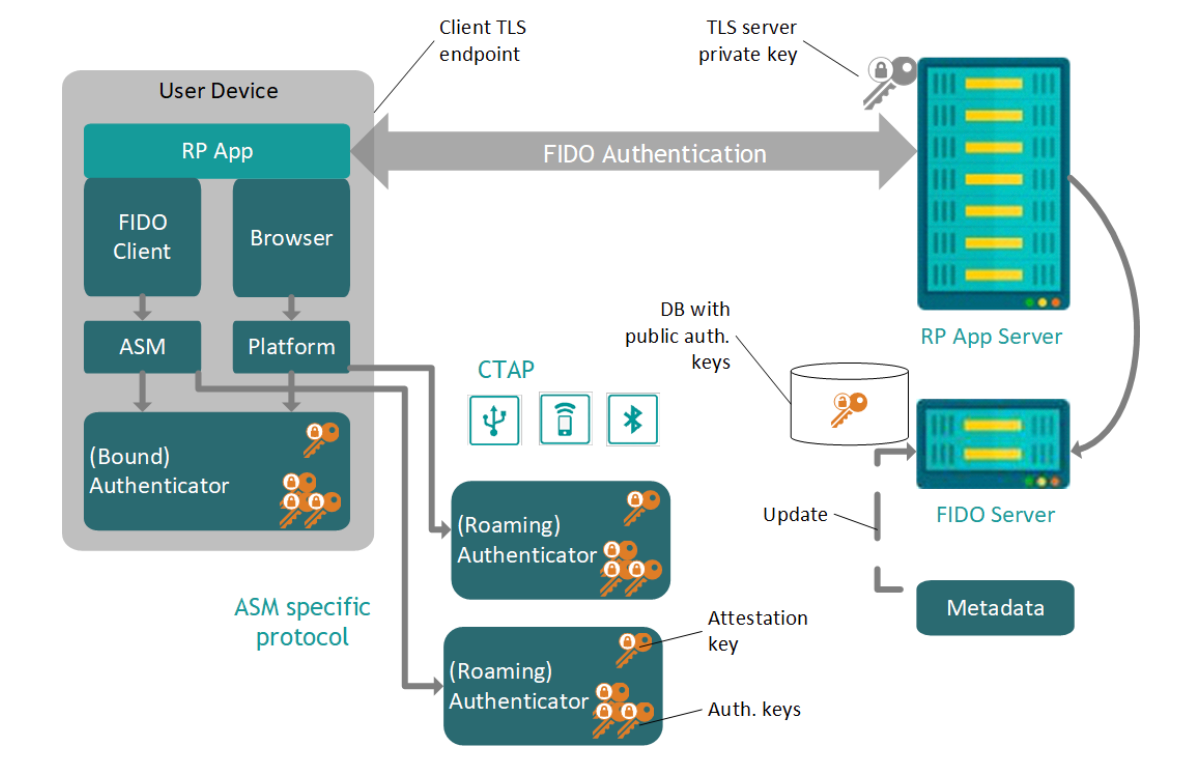 Client TLS
endpoint
TLS server
private key
User Device
RP App
FIDO Authentication
FIDO
Client
Browser
ASM
Platform
DB with
public auth.
keys
RP App Server
CTAP
(Bound)
Authenticator
(Roaming)
Authenticator
Update
FIDO Server
ASM specific
protocol
Metadata
Attestation
key
(Roaming)
Authenticator
Auth. keys